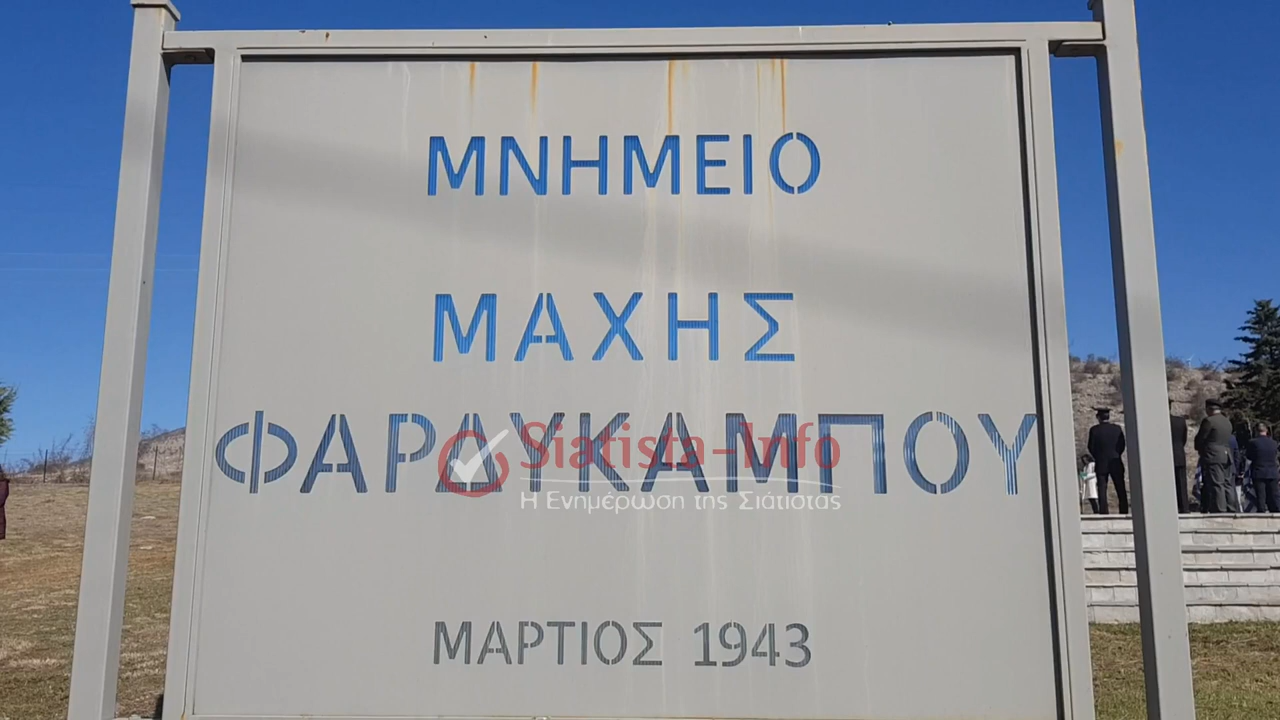 ΜΝΗΜΕΙΟ
ΜΑΧΗΣ
ΦΑΡΔΥΚΑΜΠΟΥ
Siatista-Info
Η Ενημέρωση της Σιάτιστας
ΜΑΡΤΙΟΣ 1943